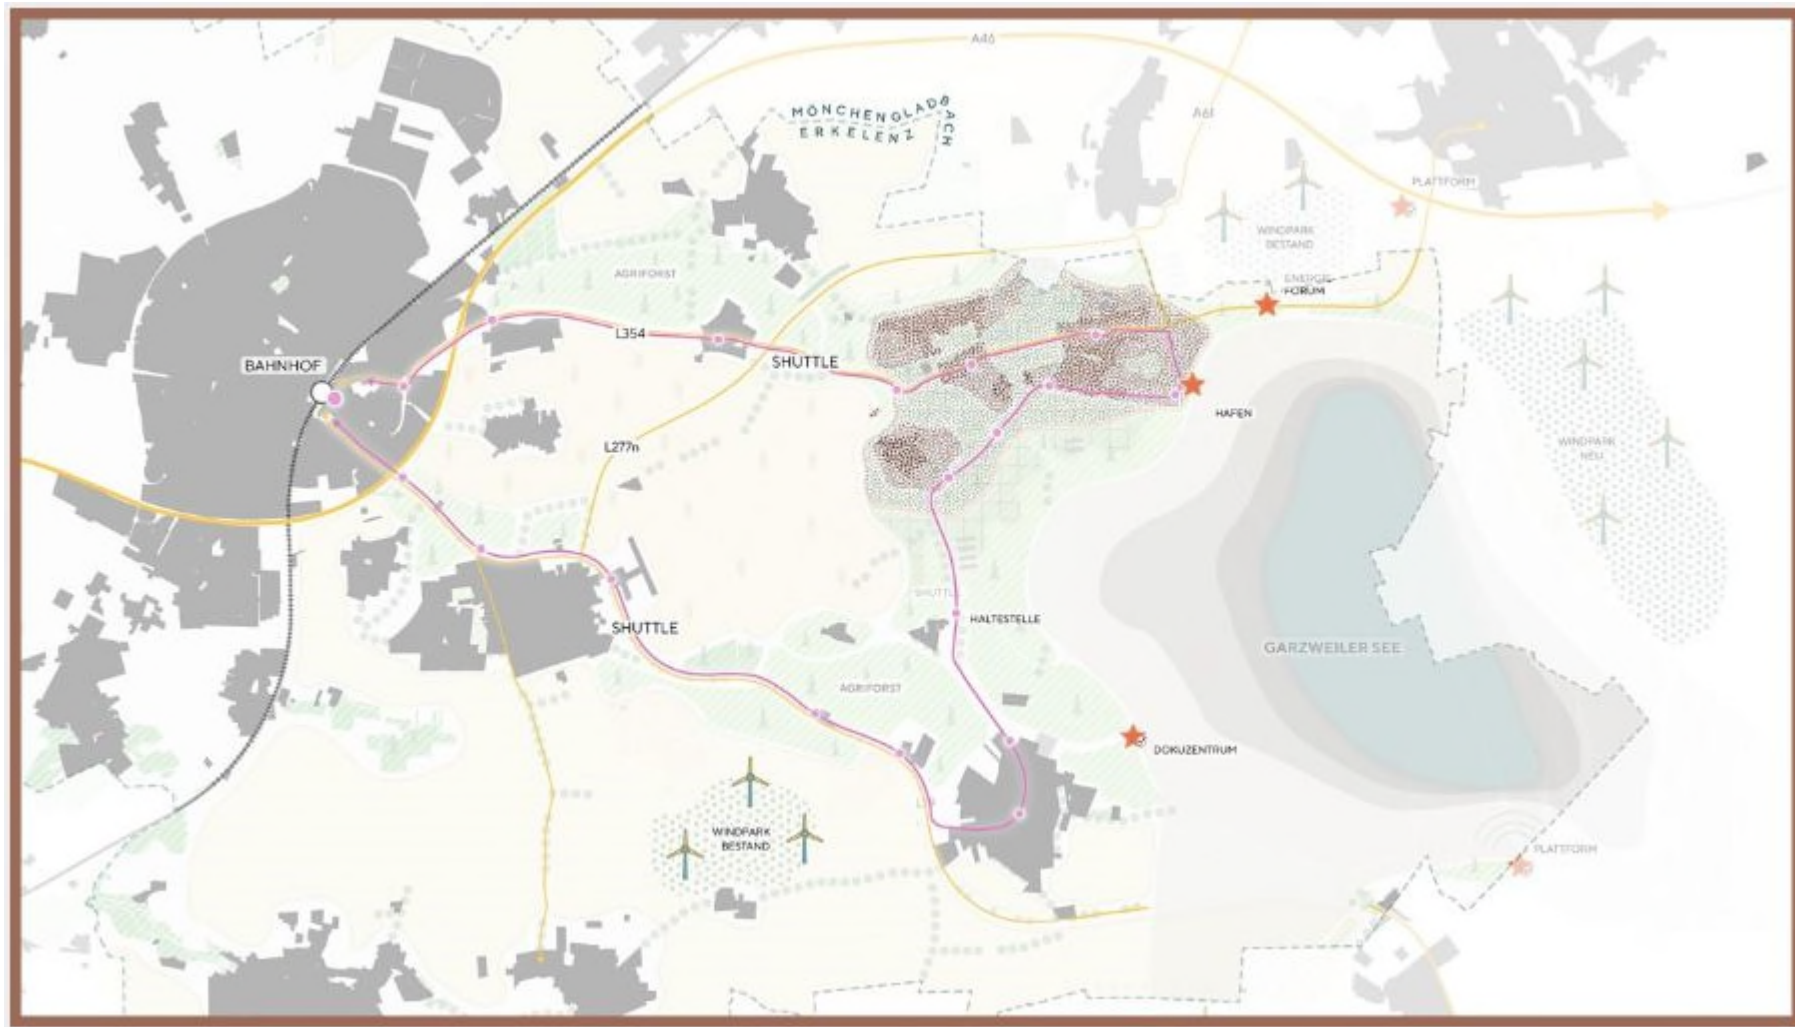 A46
MÖNCHENGLADBACH
ERKELENZ
A61
PLATTFORM
WINDPARK
BESTAND
AGRIFORST
ENERGIE-
FORUM
L354
BAHNHOF
SHUTTLE
HAFEN
L277n
WINDPARK
NEU
SHUTTLE
HALTESTELLE
SHUTTLE
GARZWEILER SEE
AGRIFORST
DOKUZENTRUM
WINDPARK
BESTAND
PLATTFORM